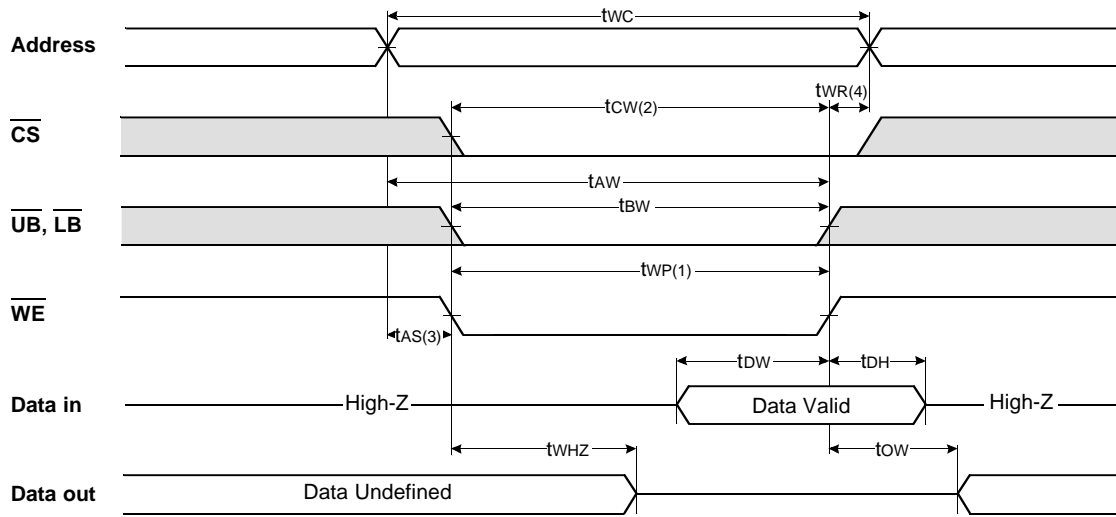 tWC
Address
tCW(2)
tWR(4)
CS
tAW
tBW
UB, LB
tWP(1)
WE
tAS(3)
tDW
tDH
Data in
High-Z
Data Valid
High-Z
tWHZ
tOW
Data out
Data Undefined